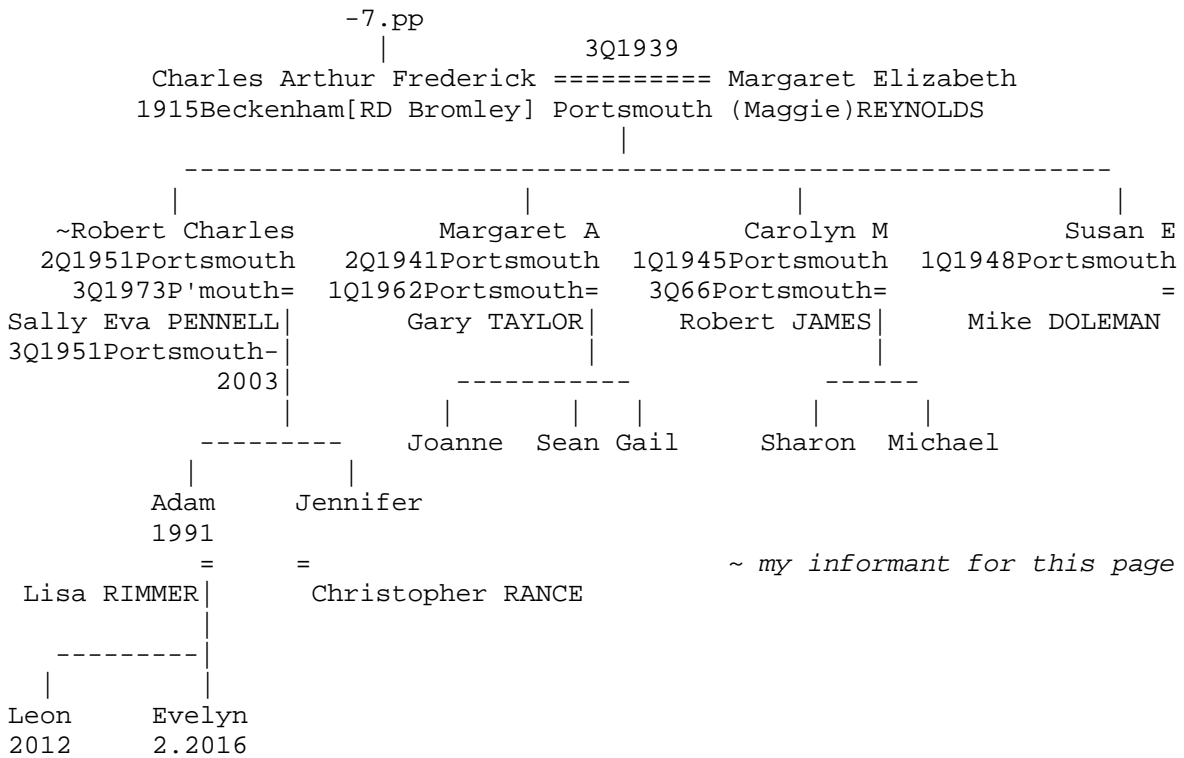 -7.pp
3Q1939
Charles Arthur Frederick ========== Margaret Elizabeth
1915Beckenham[RD Bromley] Portsmouth (Maggie)REYNOLDS
~Robert Charles Margaret A Carolyn M Susan E
2Q1951Portsmouth 2Q1941Portsmouth 1Q1945Portsmouth 1Q1948Portsmouth
3Q1973P'mouth= 1Q1962Portsmouth= 3Q66Portsmouth= =
Sally Eva PENNELL Gary TAYLOR Robert JAMES Mike DOLEMAN
3Q1951Portsmouth-
2003
Joanne Sean Gail Sharon Michael
Adam Jennifer
1991
= = ~ my informant for this page
Lisa RIMMER Christopher RANCE
Leon Evelyn
2012 2.2016